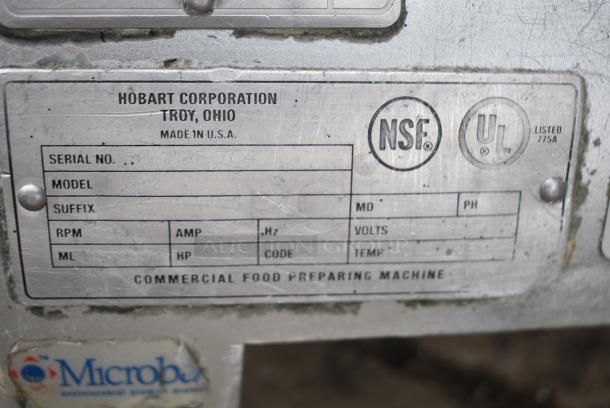 HOBART CORPORATION
TROY, OHIO
MADE IN U.S.A.
NSF®
UL® LISTED 775A
SERIAL NO.
MODEL
SUFFIX MD PH
RPM AMP Hz VOLTS
ML HP CODE TEMP
COMMERCIAL FOOD PREPARING MACHINE